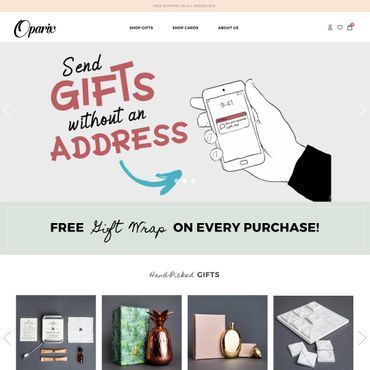 FREE SHIPPING ON ALL ORDERS $75+
Oparix
SHOP GIFTS
SHOP CARDS
ABOUT US
Send
GIFTS
without an
ADDRESS
9:41
FREE Gift Wrap ON EVERY PURCHASE!
Hand-Picked GIFTS